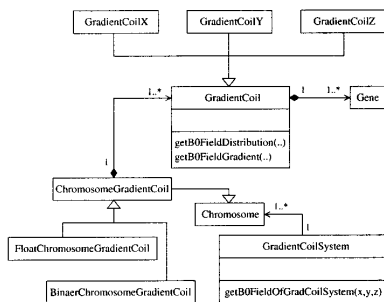 GradientCoilX
GradientCoilY
GradientCoilZ
1..*
GradientCoil
1
1..*
Gene
getB0FieldDistribution(..)
getB0FieldGradient(..)
1
ChromosomeGradientCoil
Chromosome
1..*
1
FloatChromosomeGradientCoil
GradientCoilSystem
BinaerChromosomeGradientCoil
getB0FieldOfGradCoilSystem(x,y,z)